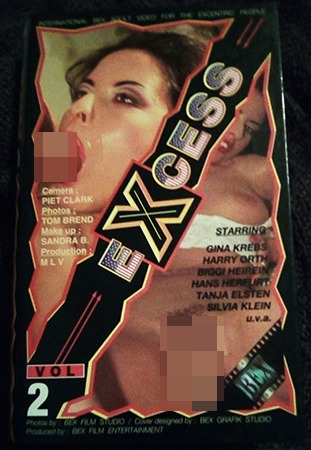 INTERNATIONAL BEX ADULT VIDEO FOR THE EXCENTRIC PEOPLE
EXCESS
Camera :
PIET CLARK
Photos :
TOM BREND
Make up :
SANDRA B.
Production :
M L V
STARRING
GINA KREBS
HARRY ORTH
BIGGI HEIREIN
HANS HERFURT
TANJA ELSTEN
SILVIA KLEIN
u.v.a.
VOL
2
BEX
Photos by : BEX FILM STUDIO / Cover designed by : BEX GRAFIK STUDIO
Produced by : BEX FILM ENTERTAINMENT